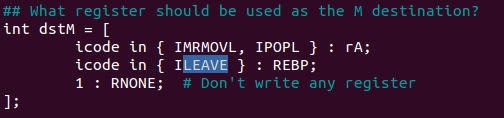 ## What register should be used as the M destination?
int dstM = [
icode in { IMRMOVL, IPOPL } : rA;
icode in { ILEAVE } : REBP;
1 : RNONE;  # Don't write any register
];